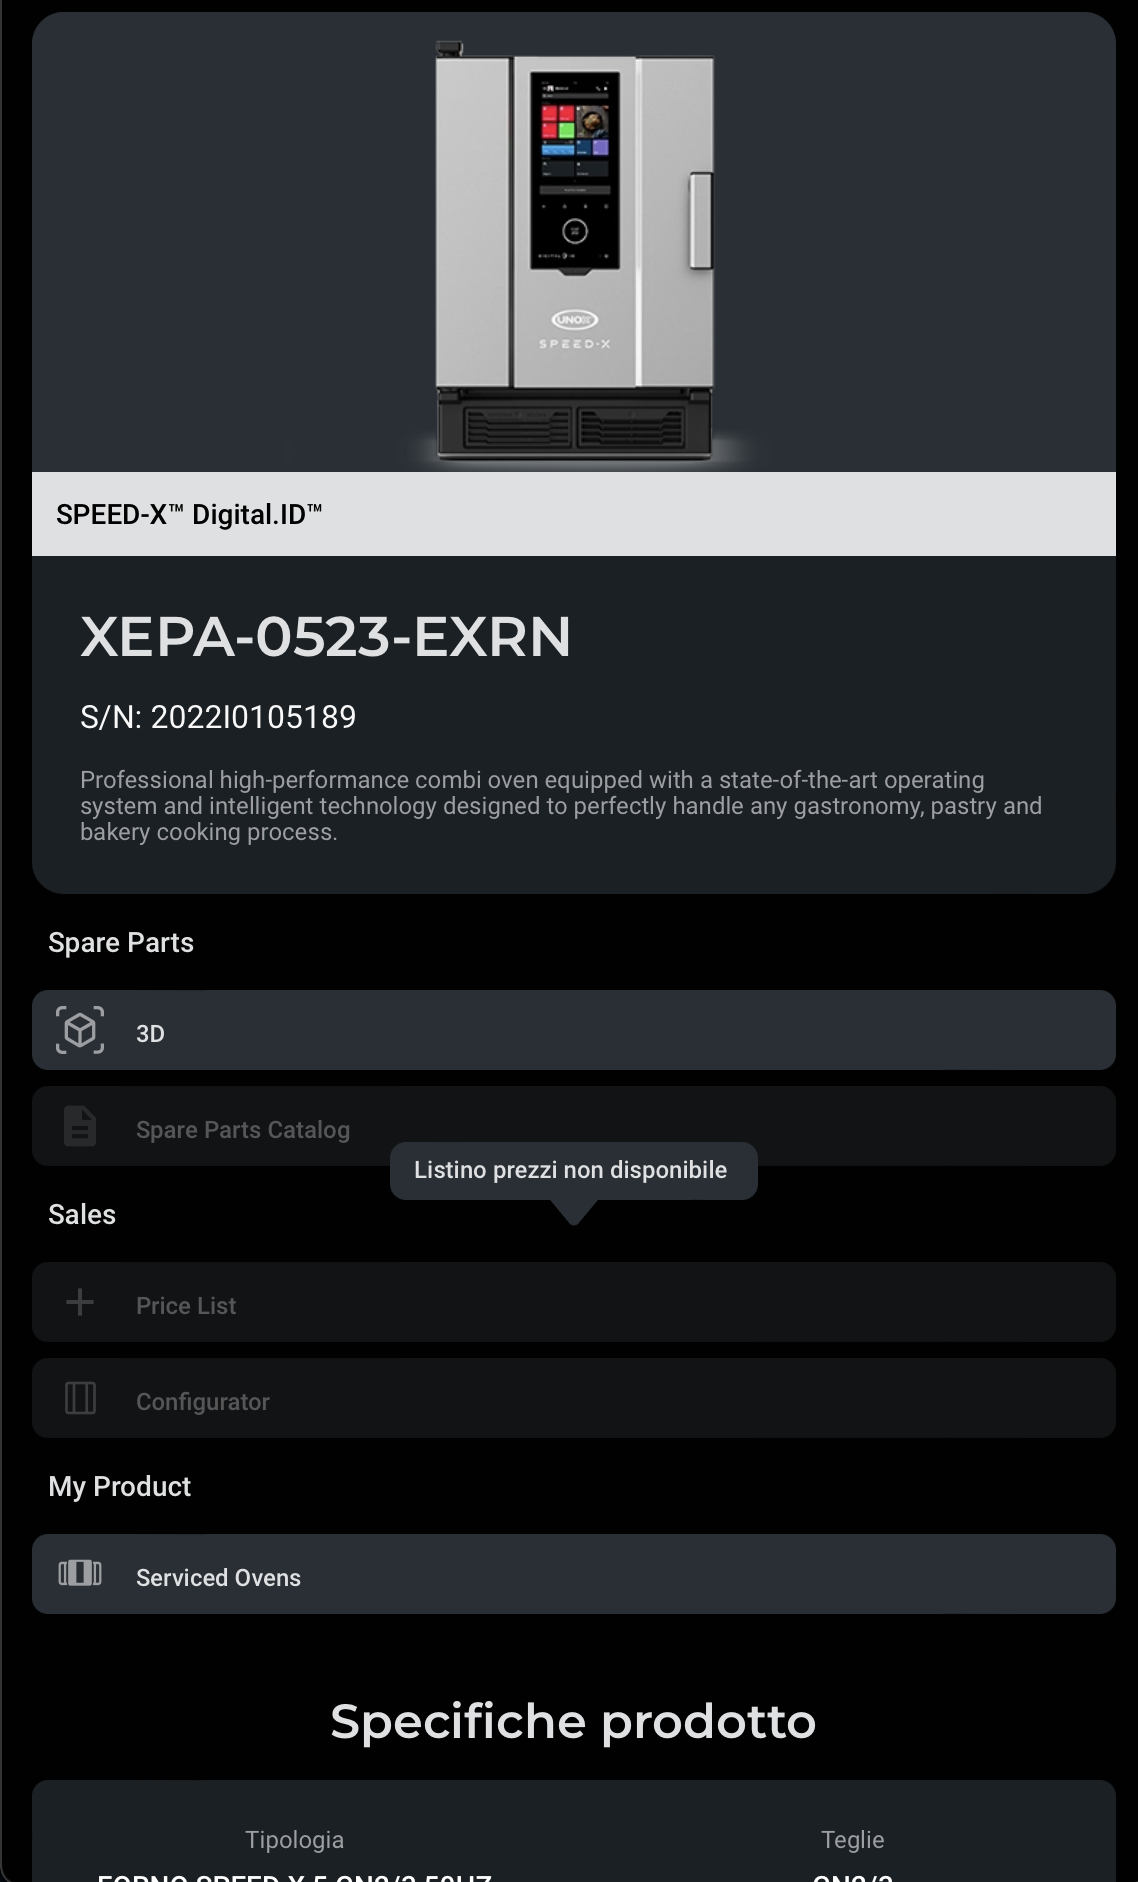 UNOX
SPEED-X
SPEED-X™ Digital.ID™
XEPA-0523-EXRN
S/N: 2022I0105189
Professional high-performance combi oven equipped with a state-of-the-art operating
system and intelligent technology designed to perfectly handle any gastronomy, pastry and
bakery cooking process.
Spare Parts
3D
Spare Parts Catalog
Listino prezzi non disponibile
Sales
Price List
Configurator
My Product
Serviced Ovens
Specifiche prodotto
Tipologia
Teglie